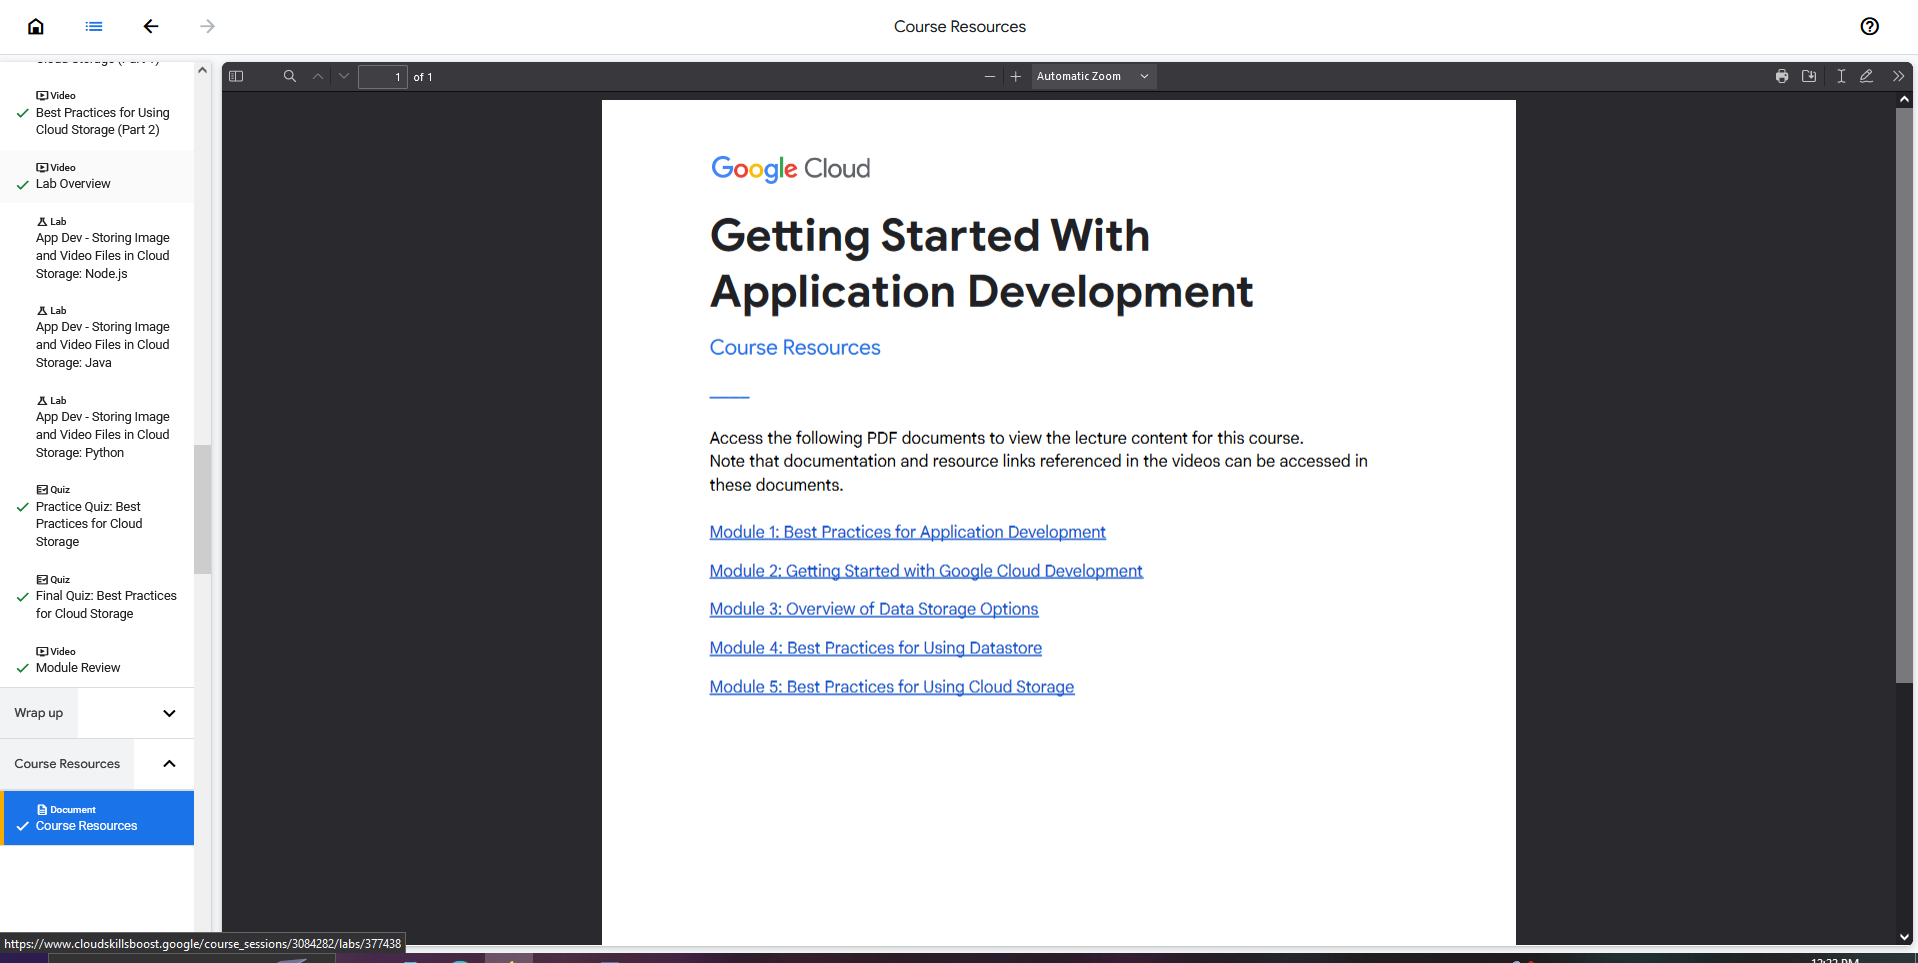 Course Resources
Video
Best Practices for Using
Cloud Storage (Part 2)
Video
Lab Overview
Lab
App Dev - Storing Image
and Video Files in Cloud
Storage: Node.js
Lab
App Dev - Storing Image
and Video Files in Cloud
Storage: Java
Lab
App Dev - Storing Image
and Video Files in Cloud
Storage: Python
Quiz
Practice Quiz: Best
Practices for Cloud
Storage
Quiz
Final Quiz: Best Practices
for Cloud Storage
Video
Module Review
Wrap up
Course Resources
Document
Course Resources
1 of 1
Automatic Zoom
Google Cloud
Getting Started With
Application Development
Course Resources
Access the following PDF documents to view the lecture content for this course.
Note that documentation and resource links referenced in the videos can be accessed in
these documents.
Module 1: Best Practices for Application Development
Module 2: Getting Started with Google Cloud Development
Module 3: Overview of Data Storage Options
Module 4: Best Practices for Using Datastore
Module 5: Best Practices for Using Cloud Storage
https://www.cloudskillsboost.google/course_sessions/3084282/labs/377438